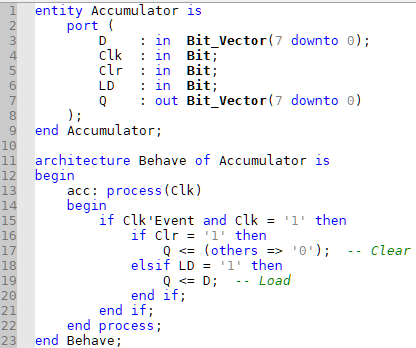 1 entity Accumulator is
2     port (
3         D    : in  Bit_Vector(7 downto 0);
4         Clk  : in  Bit;
5         Clr  : in  Bit;
6         LD   : in  Bit;
7         Q    : out Bit_Vector(7 downto 0)
8     );
9 end Accumulator;
10
11 architecture Behave of Accumulator is
12 begin
13     acc: process(Clk)
14     begin
15         if Clk'Event and Clk = '1' then
16             if Clr = '1' then
17                 Q <= (others => '0');  -- Clear
18             elsif LD = '1' then
19                 Q <= D;  -- Load
20             end if;
21         end if;
22     end process;
23 end Behave;